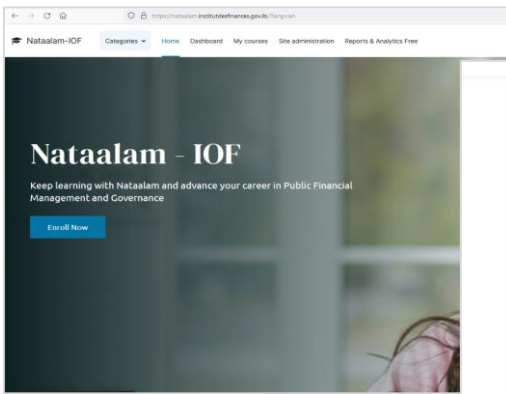 https://nataalam.institutdesfinances.gov.lb/?lang=en
Nataalam-IOF Categories Home Dashboard My courses Site administration Reports & Analytics Free
Nataalam - IOF
Keep learning with Nataalam and advance your career in Public Financial
Management and Governance
Enroll Now